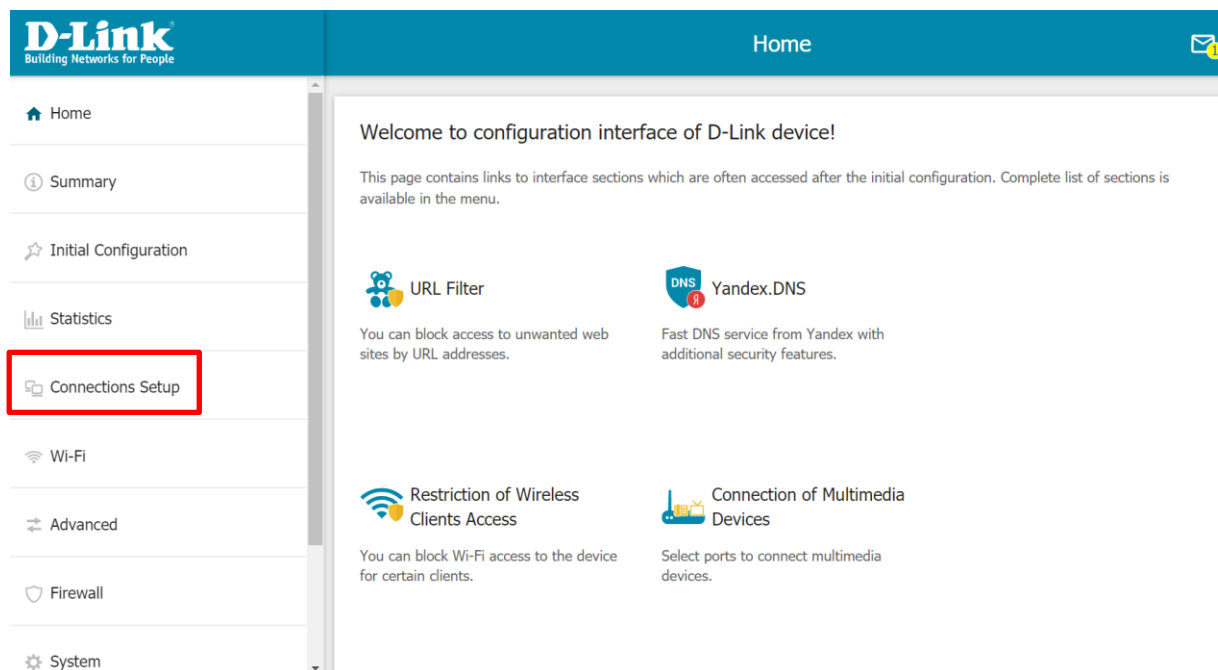 D-Link
Building Networks for People
Home
1
Home
Summary
Initial Configuration
Statistics
Connections Setup
Wi-Fi
Advanced
Firewall
System
Welcome to configuration interface of D-Link device!
This page contains links to interface sections which are often accessed after the initial configuration. Complete list of sections is
available in the menu.
URL Filter
You can block access to unwanted web
sites by URL addresses.
DNS
Я
Yandex.DNS
Fast DNS service from Yandex with
additional security features.
Restriction of Wireless
Clients Access
You can block Wi-Fi access to the device
for certain clients.
Connection of Multimedia
Devices
Select ports to connect multimedia
devices.